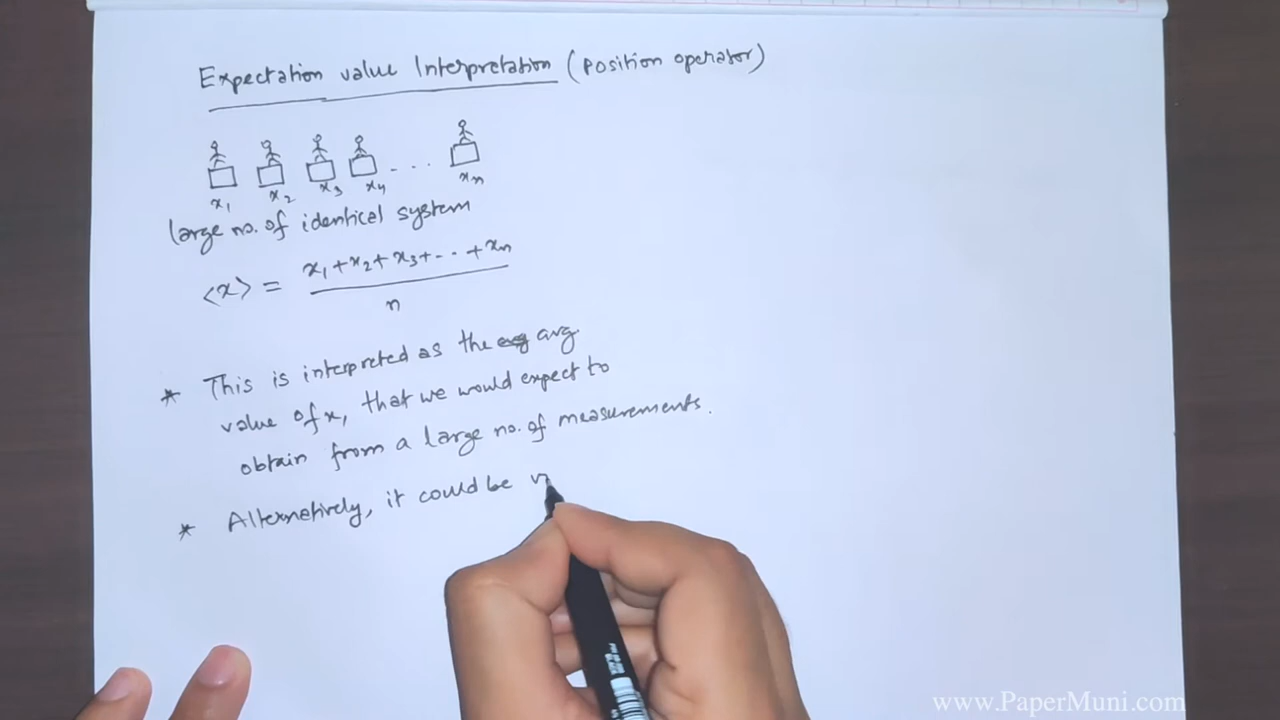 Expectation value Interpretation (position operator)
x₁ x₂ x₃ x₄ ... xₙ
large no. of identical system
<x> = x₁+x₂+x₃+-..+xₙ
n
* This is interpreted as the avg.
value of x, that we would expect to
obtain from a large no. of measurements.
* Alternatively, it could be
www.PaperMuni.com